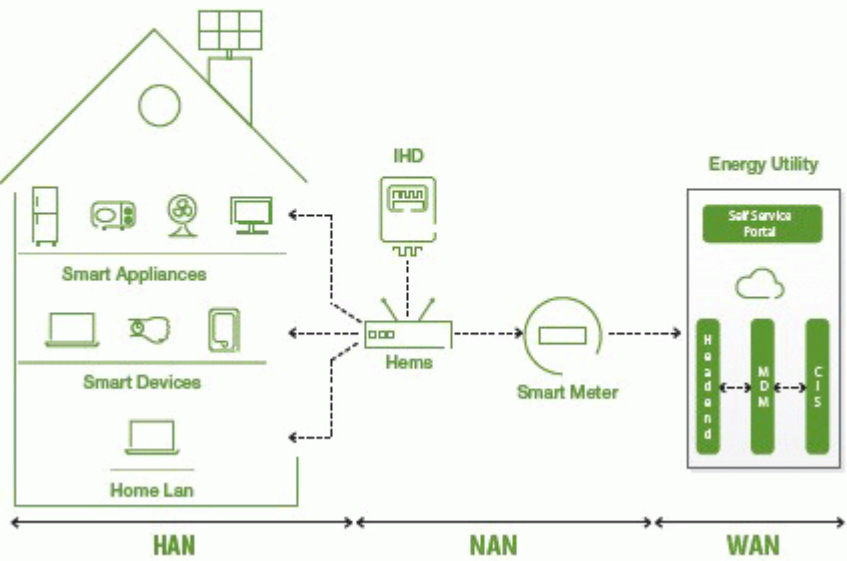 IHD
Energy Utility
Self Service
Portal
Smart Appliances
Hems
Smart Devices
Smart Meter
Headend
MDM
CIS
Home Lan
HAN
NAN
WAN